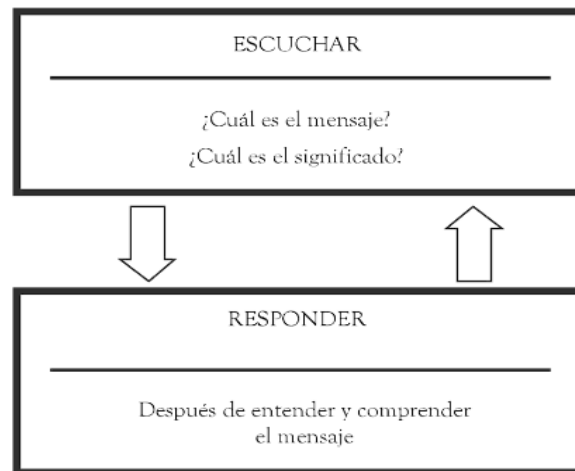 ESCUCHAR
¿Cuál es el mensaje?
¿Cuál es el significado?
RESPONDER
Después de entender y comprender
el mensaje